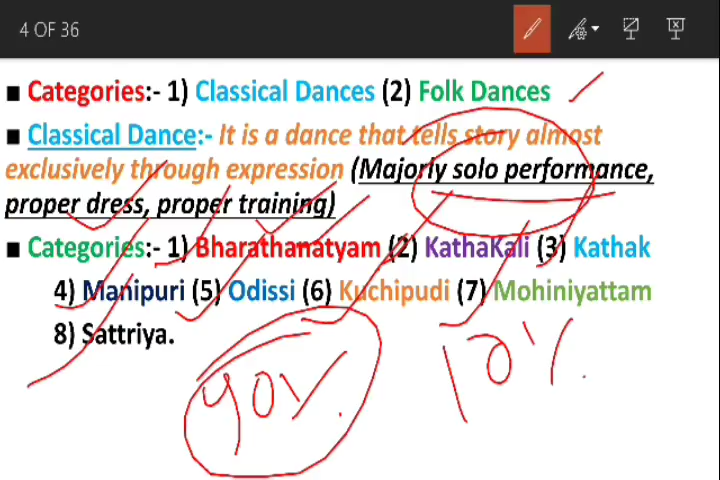 4 OF 36
■ Categories:- 1) Classical Dances (2) Folk Dances
■ Classical Dance:- It is a dance that tells story almost
exclusively through expression (Majorly solo performance,
proper dress, proper training)
■ Categories:- 1) Bharathanatyam (2) KathaKali (3) Kathak
4) Manipuri (5) Odissi (6) Kuchipudi (7) Mohiniyattam
8) Sattriya.
90% 10%